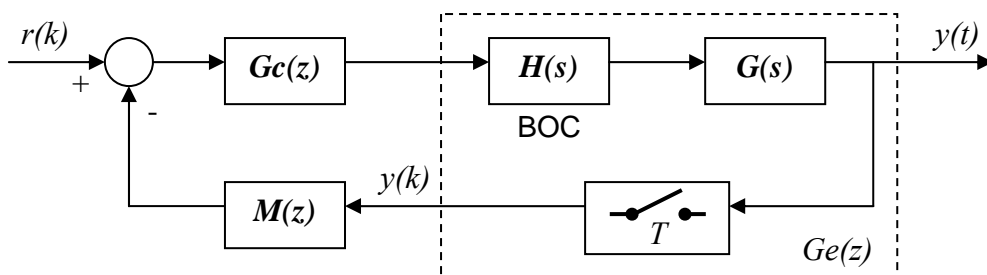 r(k)
y(t)
Gc(z)
H(s)
G(s)
+
-
BOC
y(k)
M(z)
T
Ge(z)